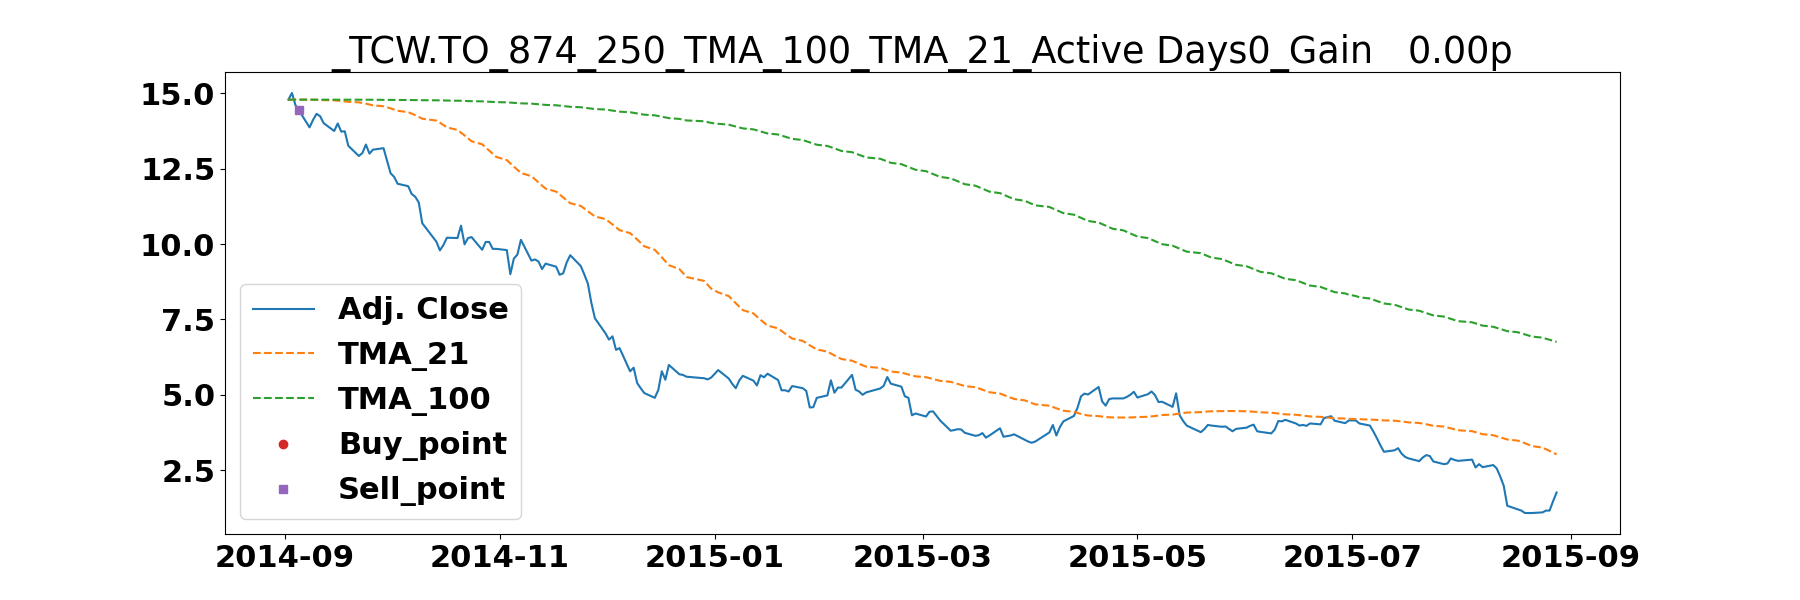 _TCW.TO_874_250_TMA_100_TMA_21_Active Days0_Gain   0.00p
15.0
12.5
10.0
7.5
5.0
2.5
Adj. Close
TMA_21
TMA_100
Buy_point
Sell_point
2014-09 2014-11 2015-01 2015-03 2015-05 2015-07 2015-09